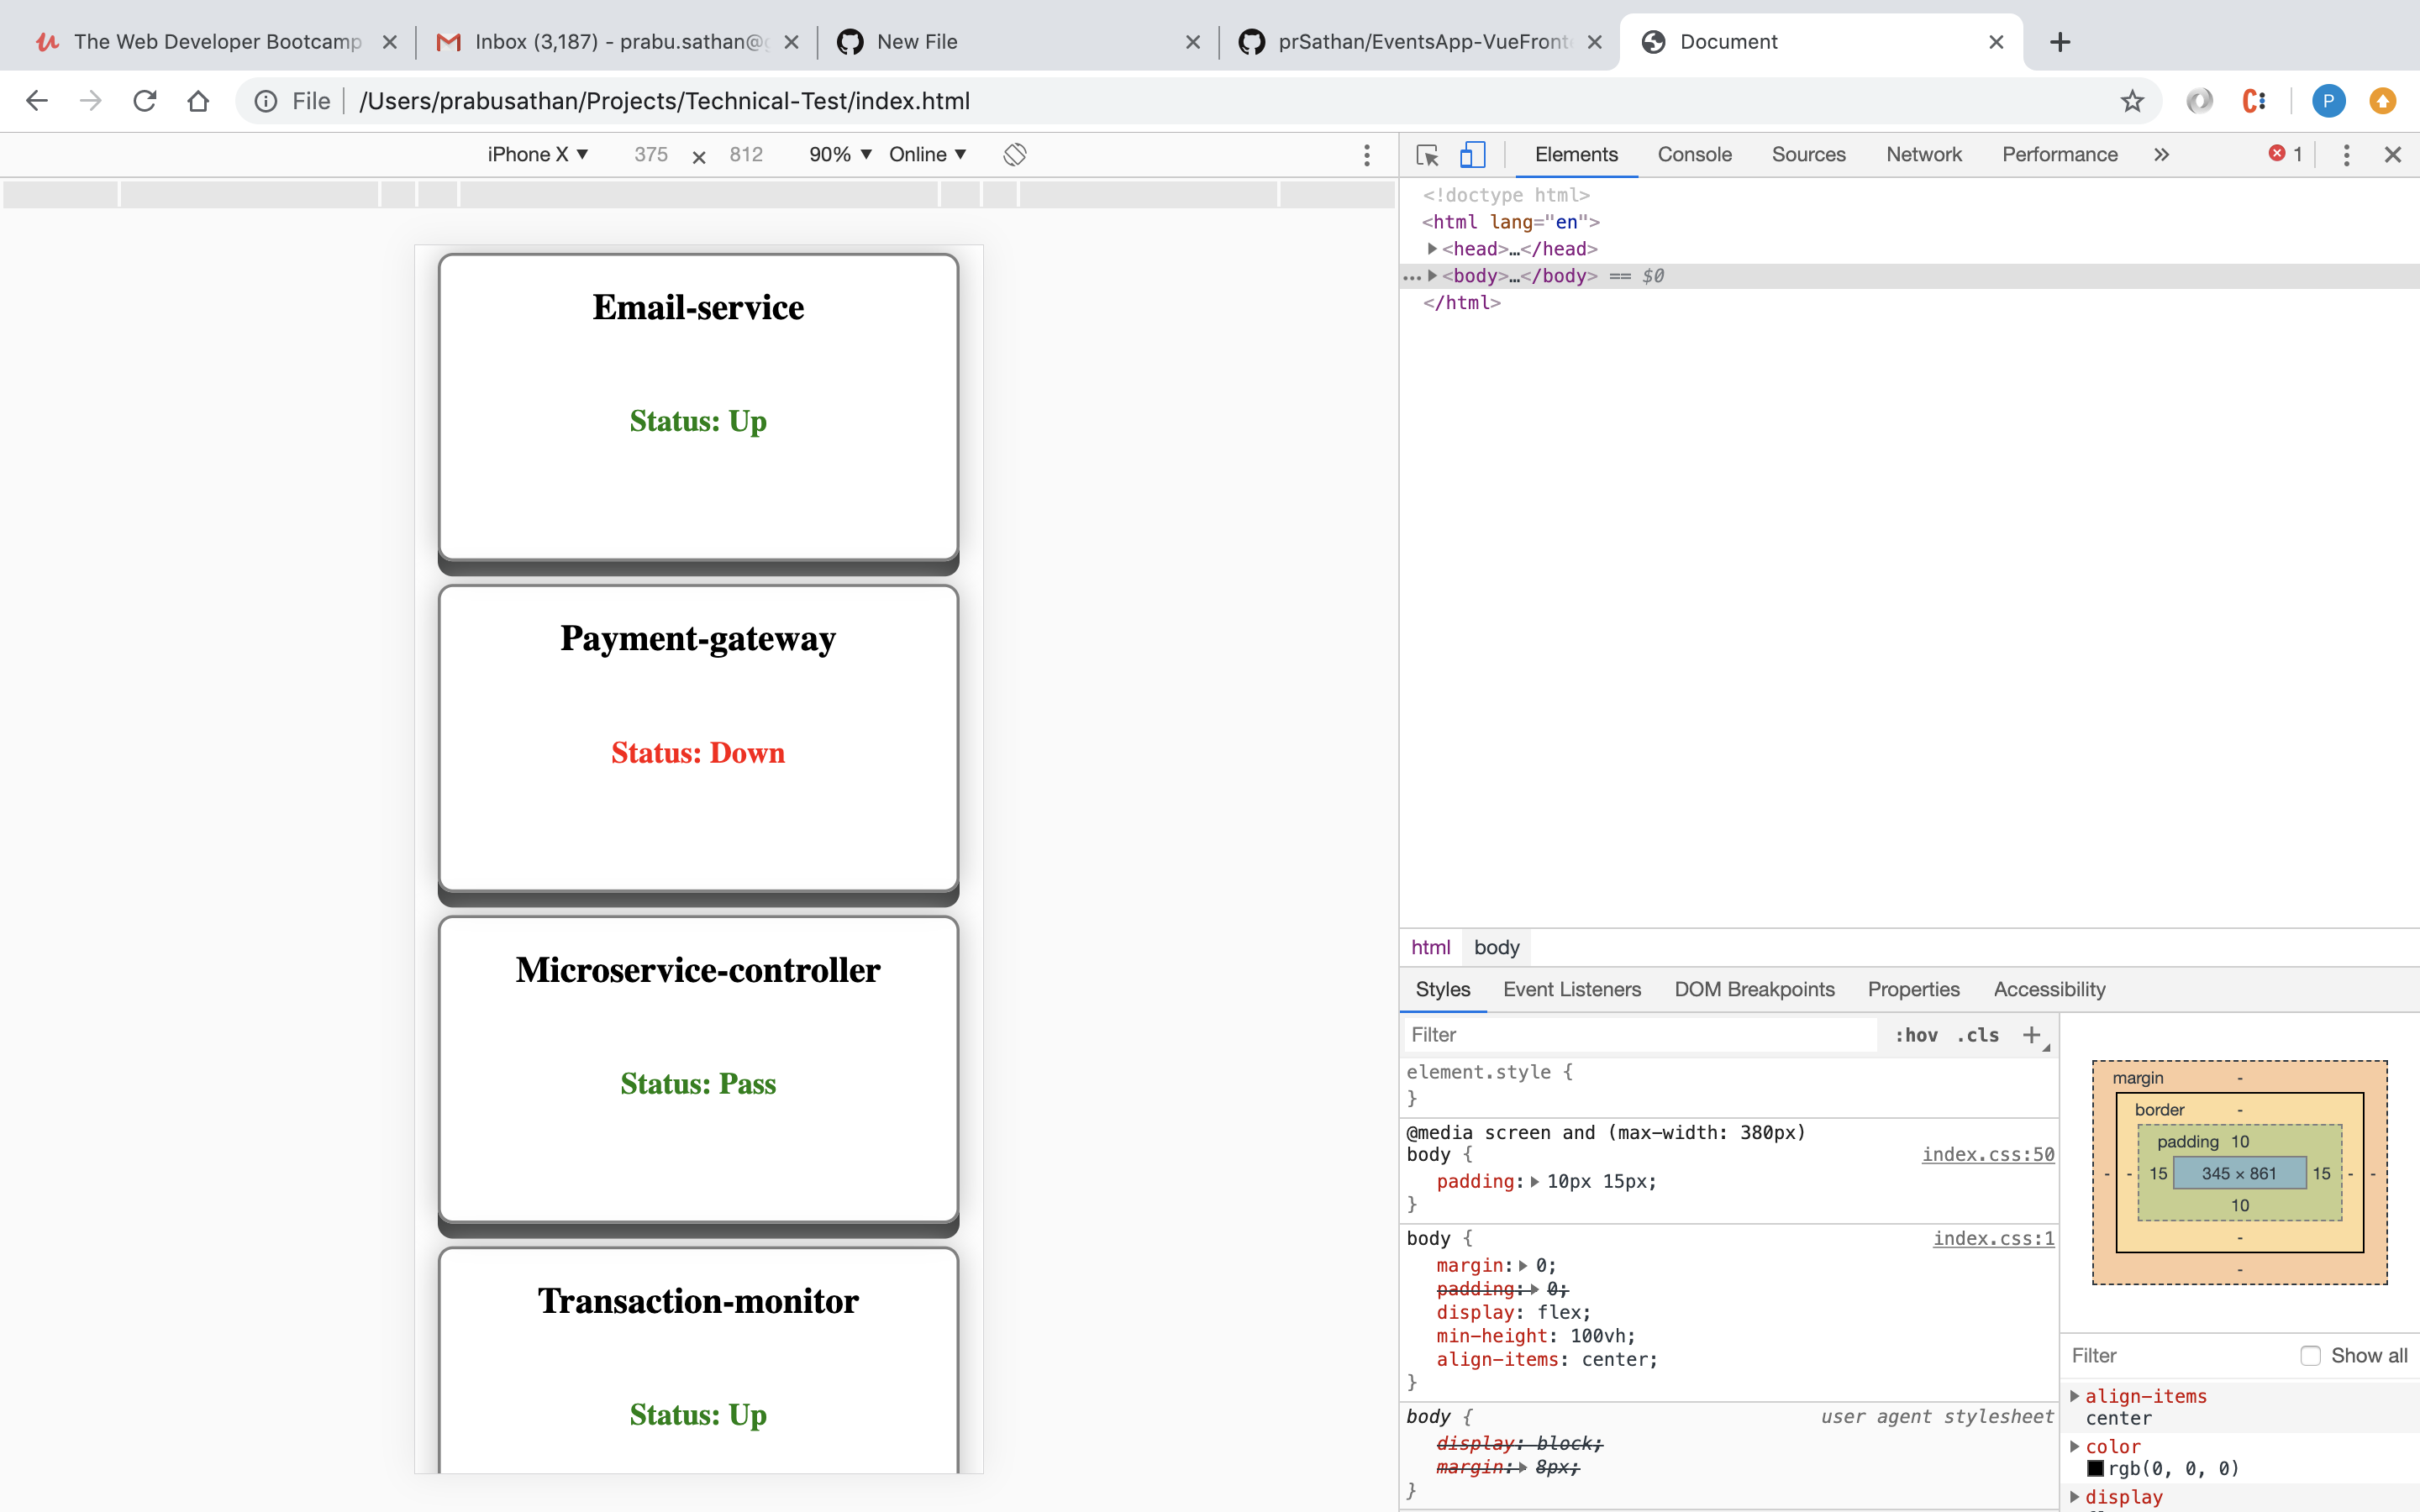 The Web Developer Bootcamp
Inbox (3,187) - prabu.sathan@g
New File
prSathan/EventsApp-VueFront
Document
File
/Users/prabusathan/Projects/Technical-Test/index.html
P
iPhone X ▼ 375 × 812 90% ▼ Online ▼
Elements Console Sources Network Performance » 1
<!doctype html>
<html lang="en">
<head>…</head>
<body>…</body> == $0
</html>
Email-service
Status: Up
Payment-gateway
Status: Down
Microservice-controller
Status: Pass
Transaction-monitor
Status: Up
html body
Styles Event Listeners DOM Breakpoints Properties Accessibility
Filter :hov .cls +
element.style {
}
@media screen and (max-width: 380px)
body { index.css:50
padding: 10px 15px;
}
body { index.css:1
margin: 0;
padding: 0;
display: flex;
min-height: 100vh;
align-items: center;
}
body { user agent stylesheet
display: block;
margin: 8px;
}
margin -
border -
padding 10
- - 15 345 × 861 15 - -
10
-
-
Filter Show all
align-items
center
color
rgb(0, 0, 0)
display